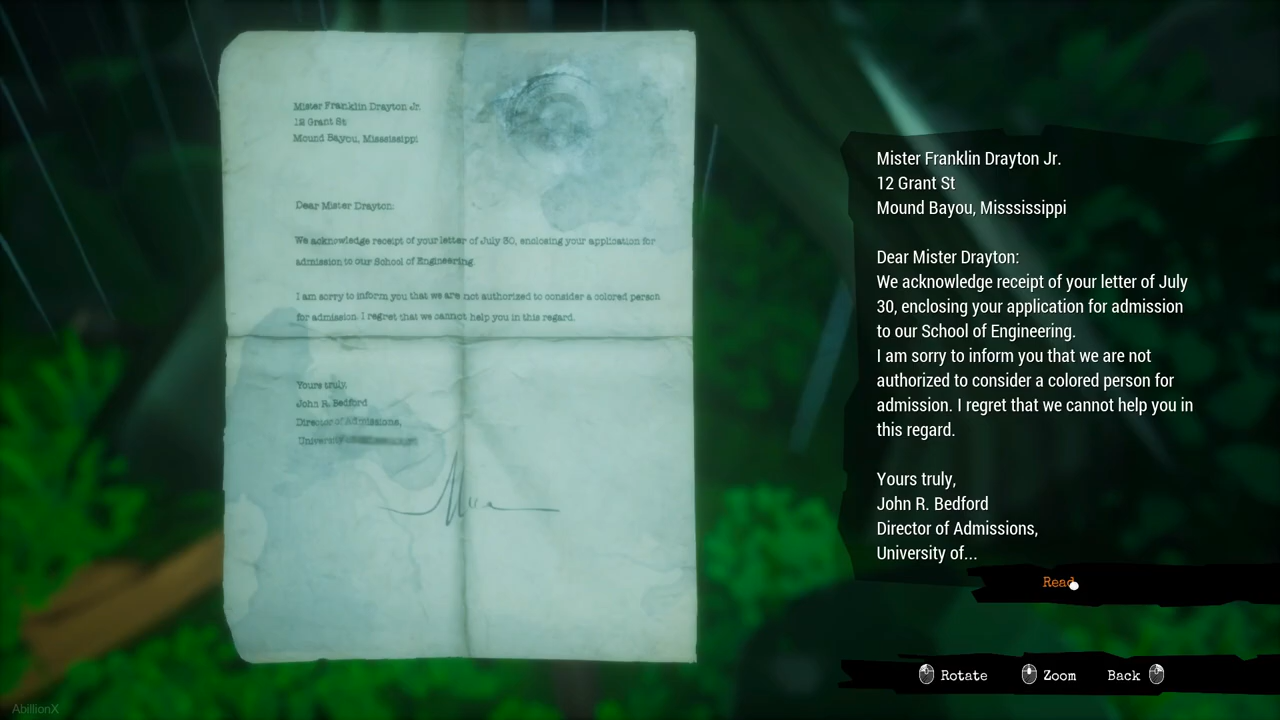 Mister Franklin Drayton Jr.
12 Grant St
Mound Bayou, Mississippi
Dear Mister Drayton:
We acknowledge receipt of your letter of July 30, enclosing your application for
admission to our School of Engineering
I am sorry to inform you that we are not authorized to consider a colored person
for admission. I regret that we cannot help you in this regard.
Yours truly,
John R. Bedford
Director of Admissions,
University
Mister Franklin Drayton Jr.
12 Grant St
Mound Bayou, Misssissippi
Dear Mister Drayton:
We acknowledge receipt of your letter of July
30, enclosing your application for admission
to our School of Engineering.
I am sorry to inform you that we are not
authorized to consider a colored person for
admission. I regret that we cannot help you in
this regard.
Yours truly,
John R. Bedford
Director of Admissions,
University of...
Read
Rotate Zoom Back
AbillionX